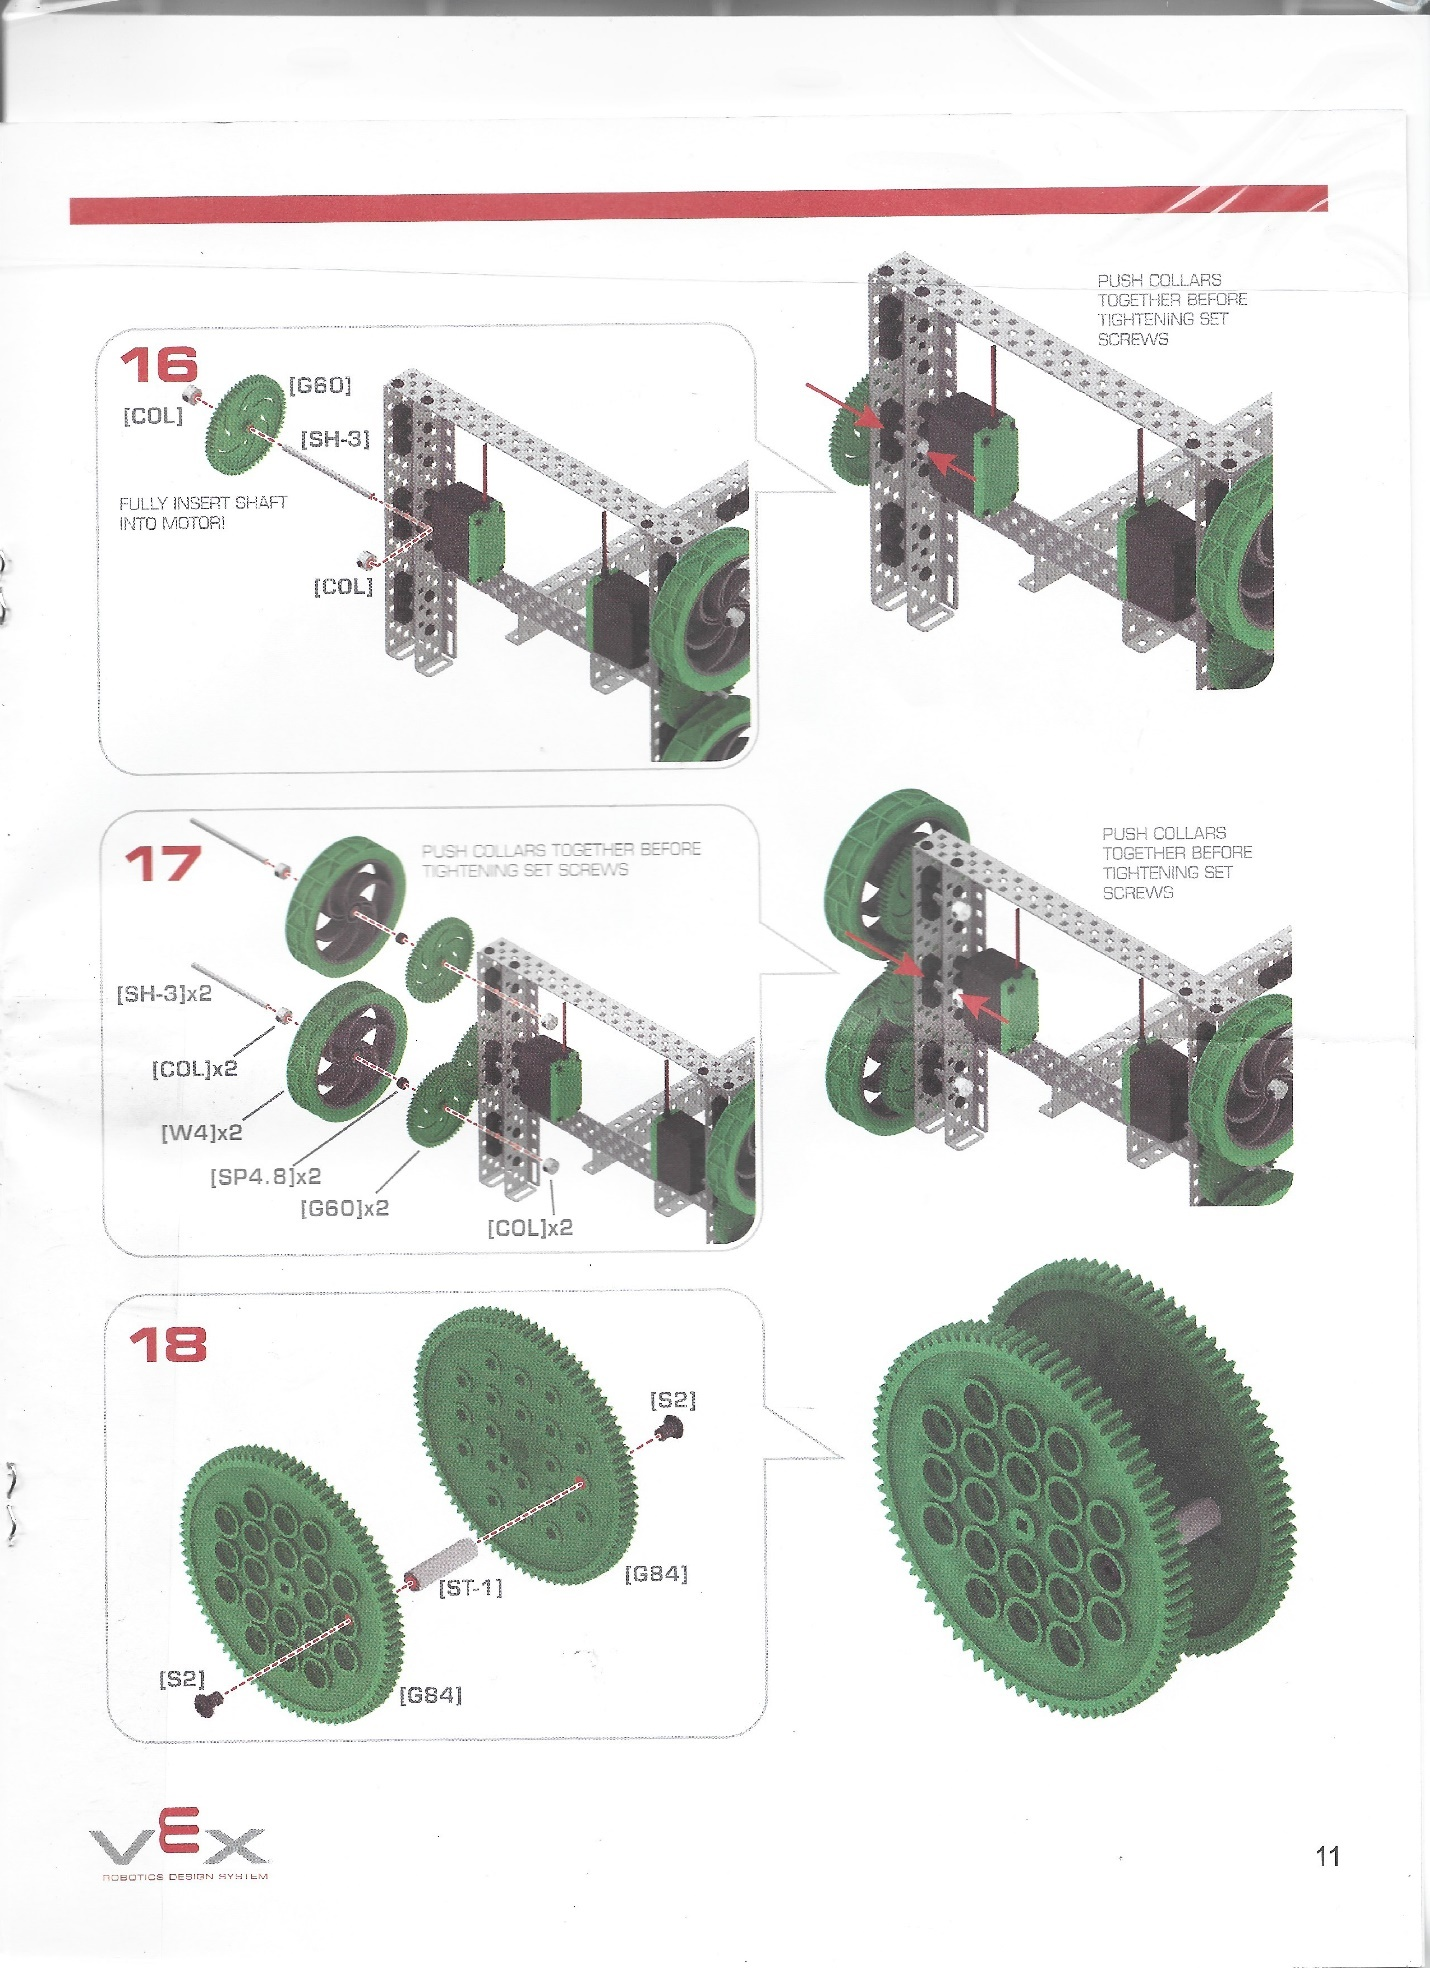 16
[COL]
[G60]
[SH-3]
FULLY INSERT SHAFT
INTO MOTOR!
[COL]
PUSH COLLARS
TOGETHER BEFORE
TIGHTENING SET
SCREWS
17
PUSH COLLARS TOGETHER BEFORE
TIGHTENING SET SCREWS
[SH-3]x2
[COL]x2
[W4]x2
[SP4.8]x2
[G60]x2
[COL]x2
PUSH COLLARS
TOGETHER BEFORE
TIGHTENING SET
SCREWS
18
[S2]
[G84]
[ST-1]
[S2]
[G84]
VEX
ROBOTICS DESIGN SYSTEM
11